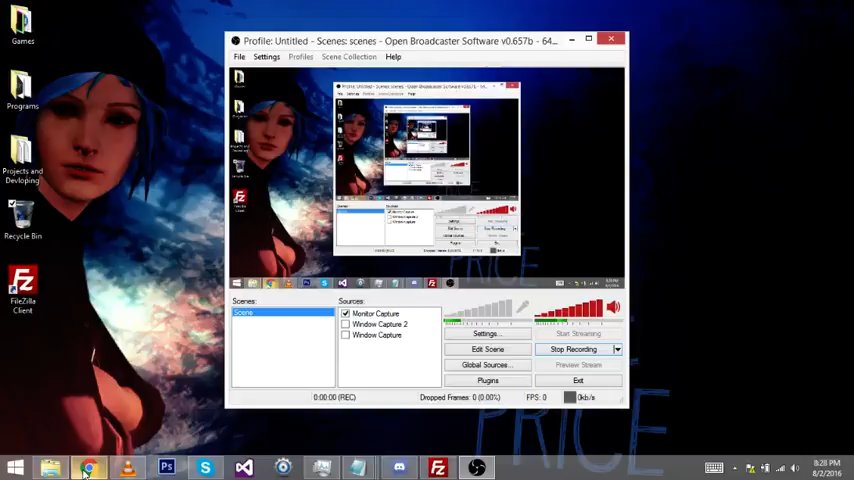 Games
Programs
Projects and
Devloping
Recycle Bin
FileZilla
Client
Profile: Untitled - Scenes: scenes - Open Broadcaster Software v0.657b - 64...
File Settings Profiles Scene Collection Help
Scenes:
Scene
Sources:
Monitor Capture
Window Capture 2
Window Capture
Settings...
Start Streaming
Edit Scene
Stop Recording
Global Sources...
Preview Stream
Plugins
Exit
0:00:00 (REC)
Dropped Frames: 0 (0.00%)
FPS: 0
0kb/s
PRICE
Ps
8:28 PM
8/2/2016